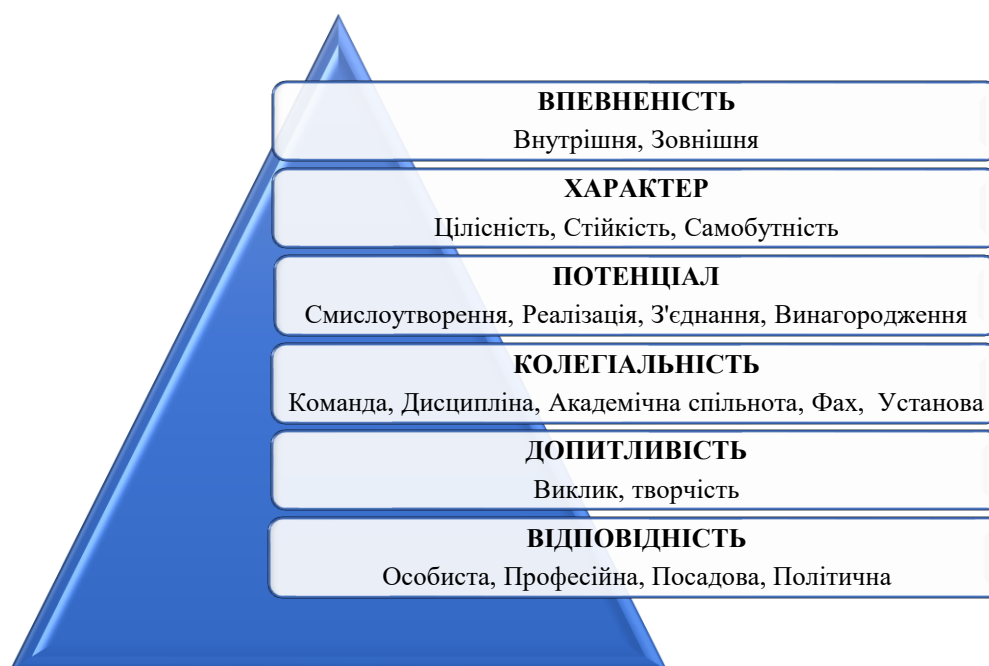 ВПЕВНЕНІСТЬ
Внутрішня, Зовнішня
ХАРАКТЕР
Цілісність, Стійкість, Самобутність
ПОТЕНЦІАЛ
Смислоутворення, Реалізація, З'єднання, Винагородження
КОЛЕГІАЛЬНІСТЬ
Команда, Дисципліна, Академічна спільнота, Фах, Установа
ДОПИТЛИВІСТЬ
Виклик, творчість
ВІДПОВІДНІСТЬ
Особиста, Професійна, Посадова, Політична